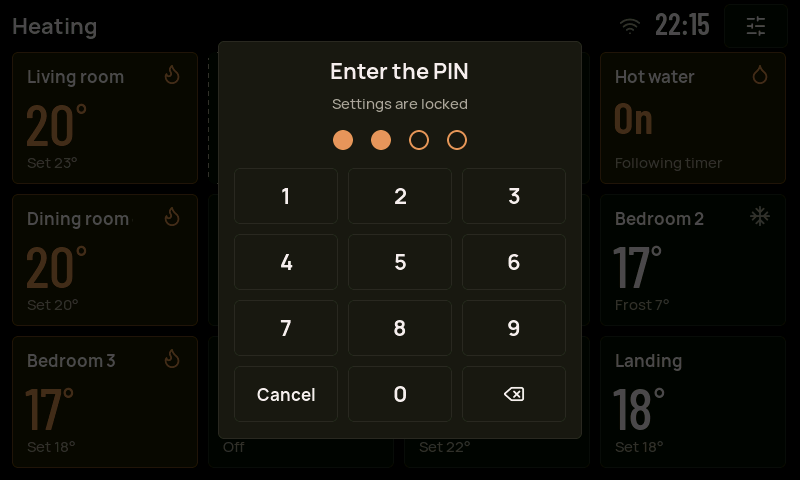 Heating
22:15
Living room
20°
Set 23°
Hot water
On
Following timer
Dining room
20°
Set 20°
Bedroom 2
17°
Frost 7°
Bedroom 3
17°
Set 18°
Off
Set 22°
Landing
18°
Set 18°
Enter the PIN
Settings are locked
1
2
3
4
5
6
7
8
9
Cancel
0